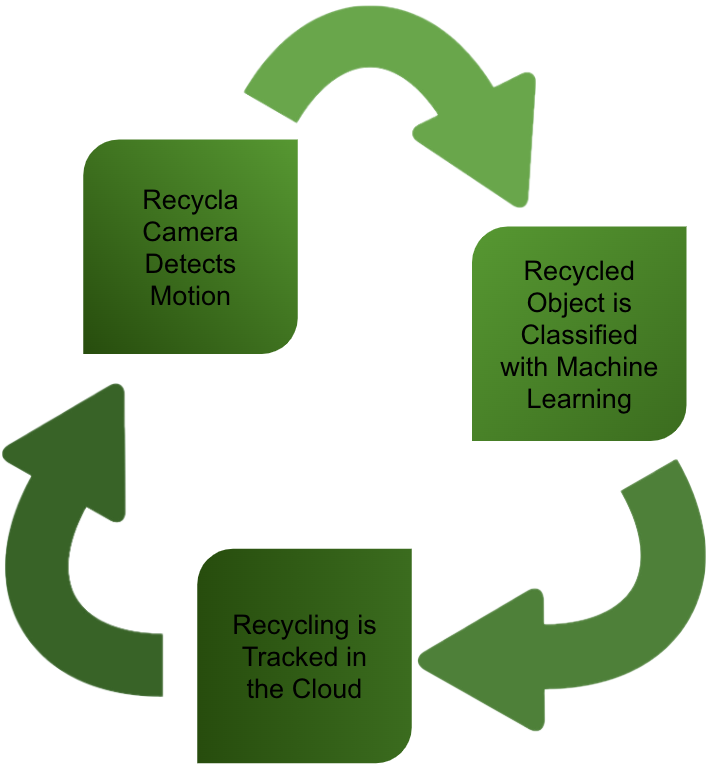 Recycla
Camera
Detects
Motion
Recycled
Object is
Classified
with Machine
Learning
Recycling is
Tracked in
the Cloud